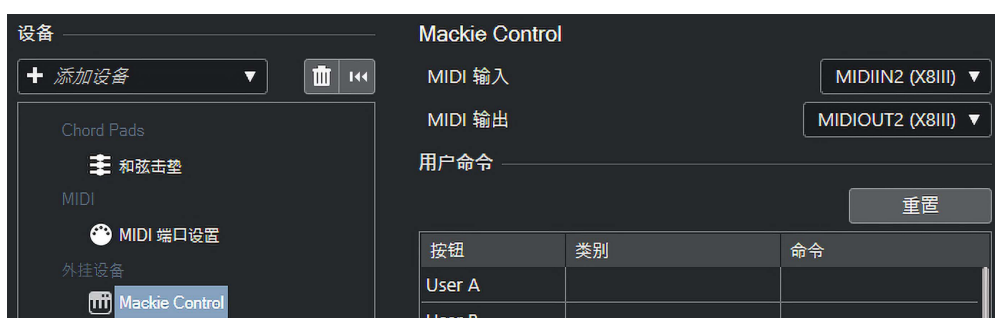 设备
添加设备
Chord Pads
和弦击垫
MIDI
MIDI 端口设置
外挂设备
Mackie Control
Mackie Control
MIDI 输入
MIDIIN2 (X8III)
MIDI 输出
MIDIOUT2 (X8III)
用户命令
重置
按钮 类别 命令
User A
User B